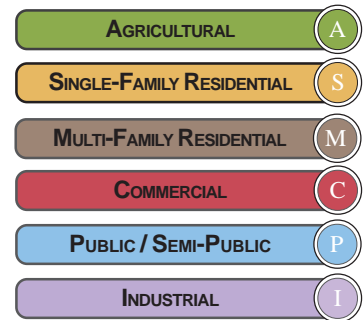 Agricultural A
Single-Family Residential S
Multi-Family Residential M
Commercial C
Public / Semi-Public P
Industrial I